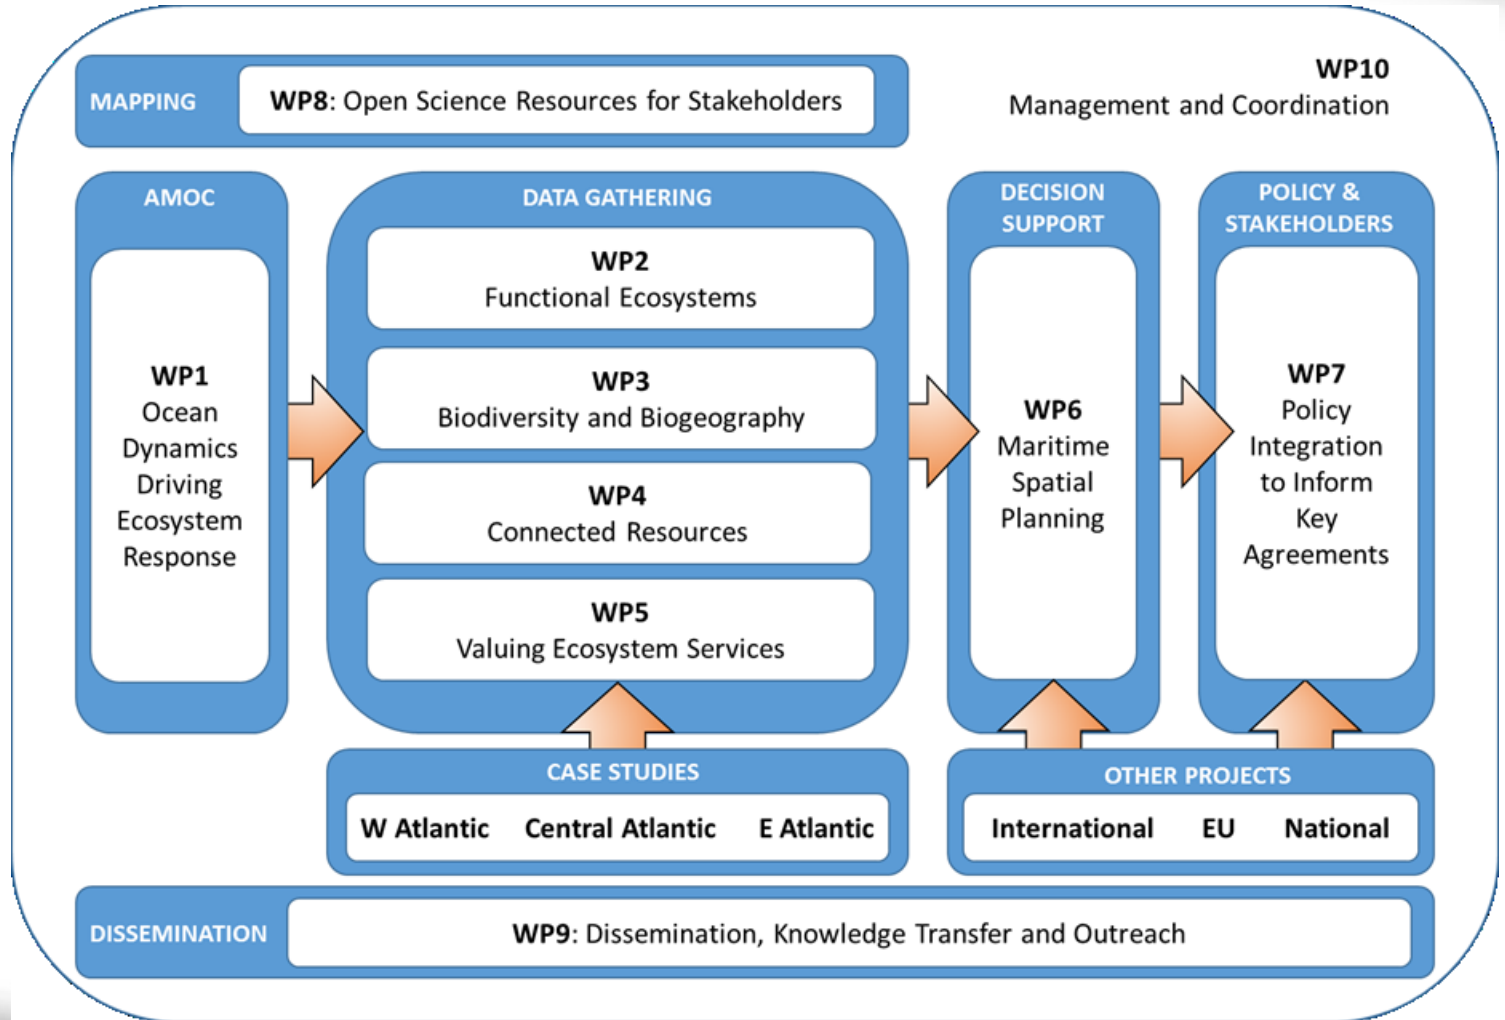 MAPPING
WP8: Open Science Resources for Stakeholders
WP10
Management and Coordination
AMOC
WP1
Ocean
Dynamics
Driving
Ecosystem
Response
DATA GATHERING
WP2
Functional Ecosystems
WP3
Biodiversity and Biogeography
WP4
Connected Resources
WP5
Valuing Ecosystem Services
DECISION
SUPPORT
WP6
Maritime
Spatial
Planning
POLICY &
STAKEHOLDERS
WP7
Policy
Integration
to Inform
Key
Agreements
CASE STUDIES
W Atlantic Central Atlantic E Atlantic
OTHER PROJECTS
International EU National
DISSEMINATION
WP9: Dissemination, Knowledge Transfer and Outreach